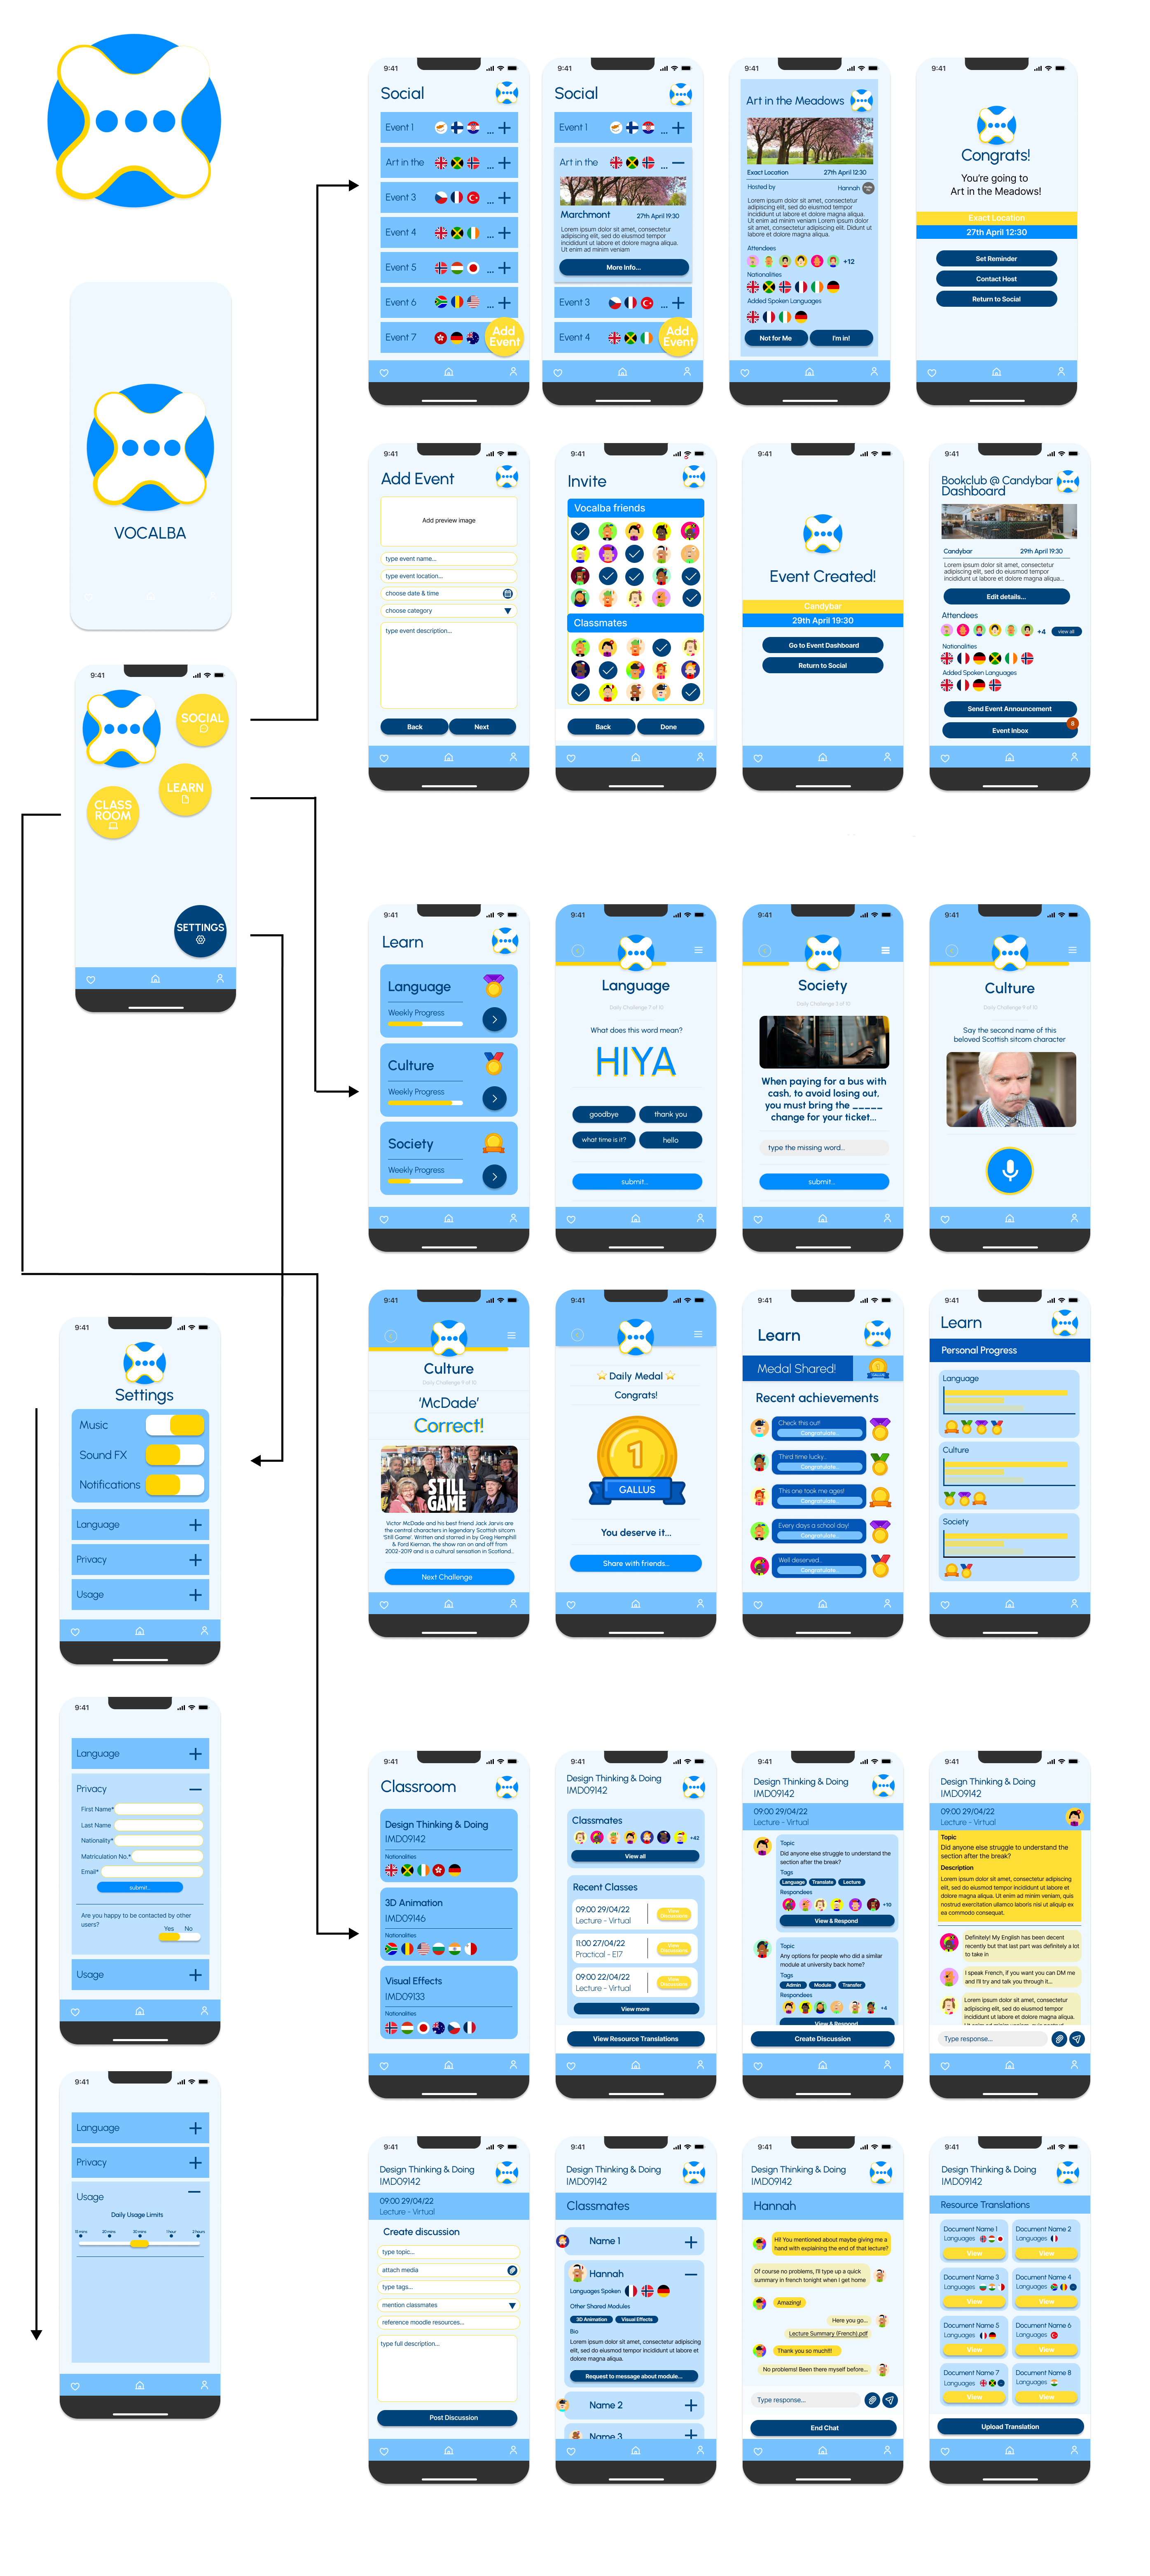 VOCALBA
9:41
SOCIAL
LEARN
CLASS
ROOM
SETTINGS
9:41
Social
Event 1
...
Art in the
...
Event 3
...
Event 4
...
Event 5
...
Event 6
...
Event 7
Add
Event
9:41
Social
Event 1
...
Art in the
...
Marchmont
27th April 19:30
Lorem ipsum dolor sit amet, consectetur
adipiscing elit, sed do eiusmod tempor
incididunt ut labore et dolore magna aliqua.
Ut enim ad minim veniam
More Info...
Event 3
...
Event 4
Add
Event
9:41
Art in the Meadows
Exact Location
27th April 12:30
Hosted by
Hannah
Lorem ipsum dolor sit amet, consectetur
adipiscing elit, sed do eiusmod tempor
incididunt ut labore et dolore magna aliqua.
Ut enim ad minim veniam Lorem ipsum dolor
sit amet, consectetur adipiscing elit. Didunt ut
labore et dolore magna aliqua.
Attendees
+12
Nationalities
Added Spoken Languages
Not for Me
I'm in!
9:41
Congrats!
You're going to
Art in the Meadows!
Exact Location
27th April 12:30
Set Reminder
Contact Host
Return to Social
9:41
Add Event
Add preview image
type event name...
type event location...
choose date & time
choose category
type event description...
Back
Next
9:41
Invite
Vocalba friends
Classmates
Back
Done
9:41
Event Created!
Candybar
29th April 19:30
Go to Event Dashboard
Return to Social
9:41
Bookclub @ Candybar
Dashboard
Candybar
29th April 19:30
Lorem ipsum dolor sit amet, consectetur
adipiscing elit, sed do eiusmod tempor
incididunt ut labore et dolore magna aliqua...
Edit details...
Attendees
+4
view all
Nationalities
Added Spoken Languages
Send Event Announcement
Event Inbox
8
9:41
Learn
Language
Weekly Progress
Culture
Weekly Progress
Society
Weekly Progress
9:41
Language
Daily Challenge 7 of 10
What does this word mean?
HIYA
goodbye
thank you
what time is it?
hello
submit...
9:41
Society
Daily Challenge 3 of 10
When paying for a bus with
cash, to avoid losing out,
you must bring the _____
change for your ticket...
type the missing word...
submit...
9:41
Culture
Daily Challenge 9 of 10
Say the second name of this
beloved Scottish sitcom character
9:41
Culture
Daily Challenge 9 of 10
'McDade'
Correct!
STILL
GAME
Victor McDade and his best friend Jack Jarvis are
the central characters in legendary Scottish sitcom
'Still Game'. Written and starred in by Greg Hemphill
& Ford Kiernan, the show ran on and off from
2002-2019 and is a cultural sensation in Scotland...
Next Challenge
9:41
Daily Medal
Congrats!
1
GALLUS
You deserve it...
Share with friends...
9:41
Learn
Medal Shared!
Recent achievements
Check this out!
Congratulate...
Third time lucky...
Congratulate...
This one took me ages!
Congratulate...
Every days a school day!
Congratulate...
Well deserved...
Congratulate...
9:41
Learn
Personal Progress
Language
Culture
Society
9:41
Settings
Music
Sound FX
Notifications
Language
Privacy
Usage
9:41
Language
Privacy
First Name*
Last Name
Nationality*
Matriculation No.*
Email*
submit...
Are you happy to be contacted by other
users?
Yes
No
Usage
9:41
Language
Privacy
Usage
Daily Usage Limits
15 mins
20 mins
30 mins
1 hour
2 hours
9:41
Classroom
Design Thinking & Doing
IMD09142
Nationalities
3D Animation
IMD09146
Nationalities
Visual Effects
IMD09133
Nationalities
9:41
Design Thinking & Doing
IMD09142
Classmates
+42
View all
Recent Classes
09:00 29/04/22
Lecture - Virtual
View
Discussions
11:00 27/04/22
Practical - E17
View
Discussions
09:00 22/04/22
Lecture - Virtual
View
Discussions
View more
View Resource Translations
9:41
Design Thinking & Doing
IMD09142
09:00 29/04/22
Lecture - Virtual
Topic
Did anyone else struggle to understand the
section after the break?
Tags
Language
Translate
Lecture
Respondees
+10
View & Respond
Topic
Any options for people who did a similar
module at university back home?
Tags
Admin
Module
Transfer
Respondees
+4
View & Respond
Create Discussion
9:41
Design Thinking & Doing
IMD09142
09:00 29/04/22
Lecture - Virtual
Topic
Did anyone else struggle to understand the
section after the break?
Description
Lorem ipsum dolor sit amet, consectetur adipiscing
elit, sed do eiusmod tempor incididunt ut labore et
dolore magna aliqua. Ut enim ad minim veniam, quis
nostrud exercitation ullamco laboris nisi ut aliquip ex
ea commodo consequat.
Definitely! My English has been decent
recently but that last part was definitely a lot
to take in
I speak French, if you want you can DM me
and I'll try and talk you through it...
Lorem ipsum dolor sit amet, consectetur
adipiscing elit, sed do eiusmod tempor
incididunt ut labore et dolore magna aliqua.
Type response...
9:41
Design Thinking & Doing
IMD09142
09:00 29/04/22
Lecture - Virtual
Create discussion
type topic...
attach media
type tags...
mention classmates
reference moodle resources...
type full description...
Post Discussion
9:41
Design Thinking & Doing
IMD09142
Classmates
Name 1
Hannah
Languages Spoken
Other Shared Modules
3D Animation
Visual Effects
Bio
Lorem ipsum dolor sit amet, consectetur adipiscing
elit, sed do eiusmod tempor incididunt ut labore et
dolore magna aliqua.
Request to message about module...
Name 2
Name 3
9:41
Design Thinking & Doing
IMD09142
Hannah
Hi! You mentioned about maybe giving me a
hand with explaining the end of that lecture?
Of course no problems, I'll type up a quick
summary in french tonight when I get home
Amazing!
Here you go...
Lecture Summary (French).pdf
Thank you so much!!!
No problems! Been there myself before...
Type response...
End Chat
9:41
Design Thinking & Doing
IMD09142
Resource Translations
Document Name 1
Languages
View
Document Name 2
Languages
View
Document Name 3
Languages
View
Document Name 4
Languages
View
Document Name 5
Languages
View
Document Name 6
Languages
View
Document Name 7
Languages
View
Document Name 8
Languages
View
Upload Translation